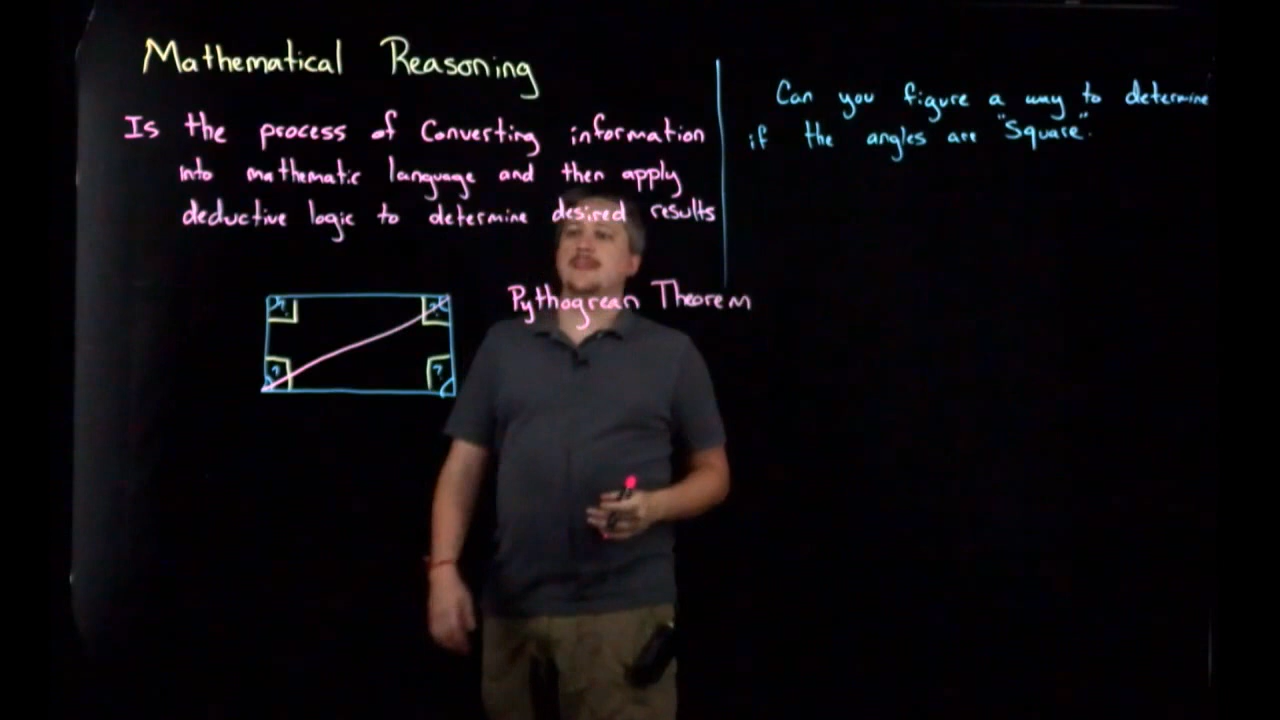 Mathematical Reasoning
Is the process of Converting information
into mathematic language and then apply
deductive logic to determine desired results
Can you figure a way to determine
if the angles are "Square".
Pythogrean Theorem
? ?
? ?